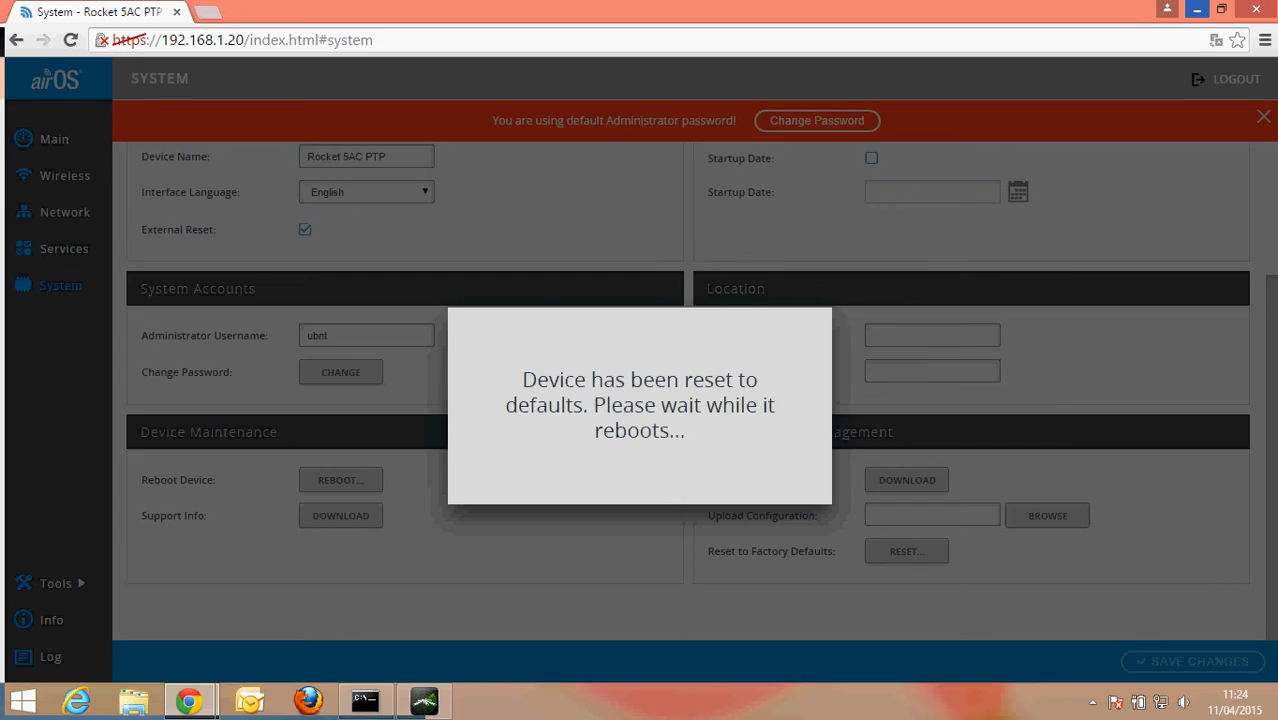 System - Rocket 5AC PTP
https://192.168.1.20/index.html#system
airOS
SYSTEM
LOGOUT
You are using default Administrator password!
Change Password
Main
Wireless
Network
Services
System
Tools
Info
Log
Device Name:
Rocket 5AC PTP
Interface Language:
English
External Reset:
Startup Date:
Startup Date:
System Accounts
Administrator Username:
ubnt
Change Password:
CHANGE
Location
Device has been reset to
defaults. Please wait while it
reboots...
Device Maintenance
Reboot Device:
REBOOT...
Support Info:
DOWNLOAD
DOWNLOAD
Upload Configuration:
BROWSE
Reset to Factory Defaults:
RESET...
SAVE CHANGES
11:24
11/04/2015